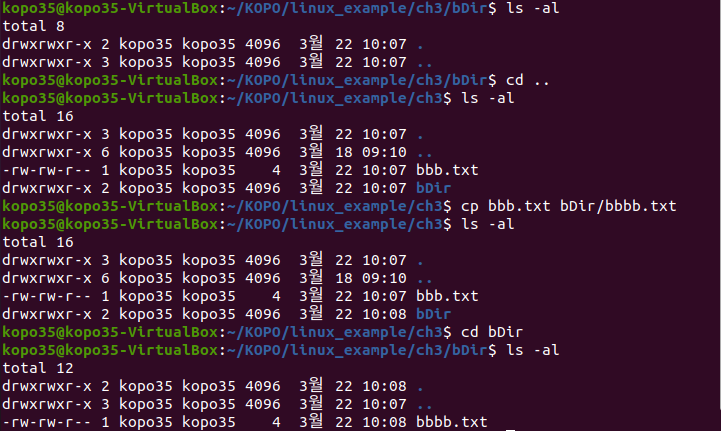 kopo35@kopo35-VirtualBox:~/KOPO/linux_example/ch3/bDir$ ls -al
total 8
drwxrwxr-x 2 kopo35 kopo35 4096  3월 22 10:07 .
drwxrwxr-x 3 kopo35 kopo35 4096  3월 22 10:07 ..
kopo35@kopo35-VirtualBox:~/KOPO/linux_example/ch3/bDir$ cd ..
kopo35@kopo35-VirtualBox:~/KOPO/linux_example/ch3$ ls -al
total 16
drwxrwxr-x 3 kopo35 kopo35 4096  3월 22 10:07 .
drwxrwxr-x 6 kopo35 kopo35 4096  3월 18 09:10 ..
-rw-rw-r-- 1 kopo35 kopo35    4  3월 22 10:07 bbb.txt
drwxrwxr-x 2 kopo35 kopo35 4096  3월 22 10:07 bDir
kopo35@kopo35-VirtualBox:~/KOPO/linux_example/ch3$ cp bbb.txt bDir/bbbb.txt
kopo35@kopo35-VirtualBox:~/KOPO/linux_example/ch3$ ls -al
total 16
drwxrwxr-x 3 kopo35 kopo35 4096  3월 22 10:07 .
drwxrwxr-x 6 kopo35 kopo35 4096  3월 18 09:10 ..
-rw-rw-r-- 1 kopo35 kopo35    4  3월 22 10:07 bbb.txt
drwxrwxr-x 2 kopo35 kopo35 4096  3월 22 10:08 bDir
kopo35@kopo35-VirtualBox:~/KOPO/linux_example/ch3$ cd bDir
kopo35@kopo35-VirtualBox:~/KOPO/linux_example/ch3/bDir$ ls -al
total 12
drwxrwxr-x 2 kopo35 kopo35 4096  3월 22 10:08 .
drwxrwxr-x 3 kopo35 kopo35 4096  3월 22 10:07 ..
-rw-rw-r-- 1 kopo35 kopo35    4  3월 22 10:08 bbbb.txt